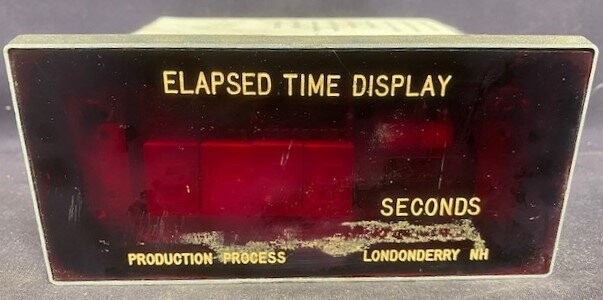 ELAPSED TIME DISPLAY
SECONDS
PRODUCTION PROCESS LONDONDERRY NH